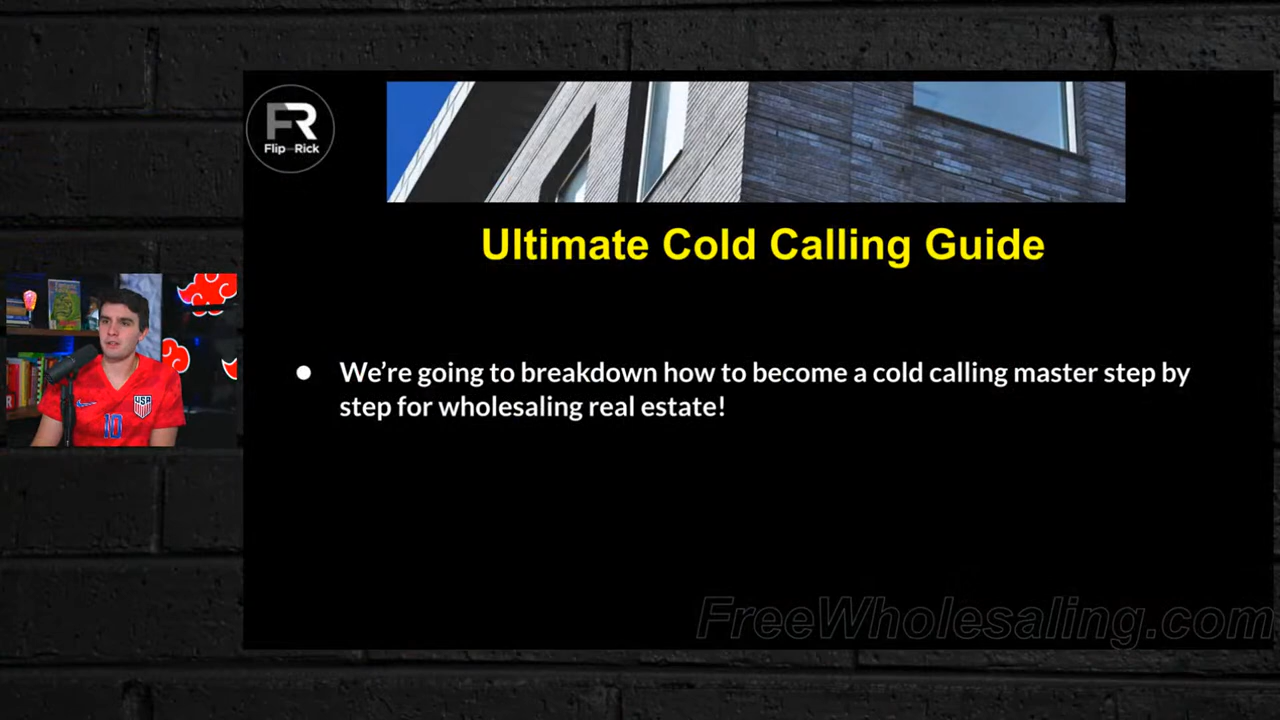 FR
Flip Rick
Ultimate Cold Calling Guide
● We're going to breakdown how to become a cold calling master step by
step for wholesaling real estate!
USA
10
FreeWholesaling.com